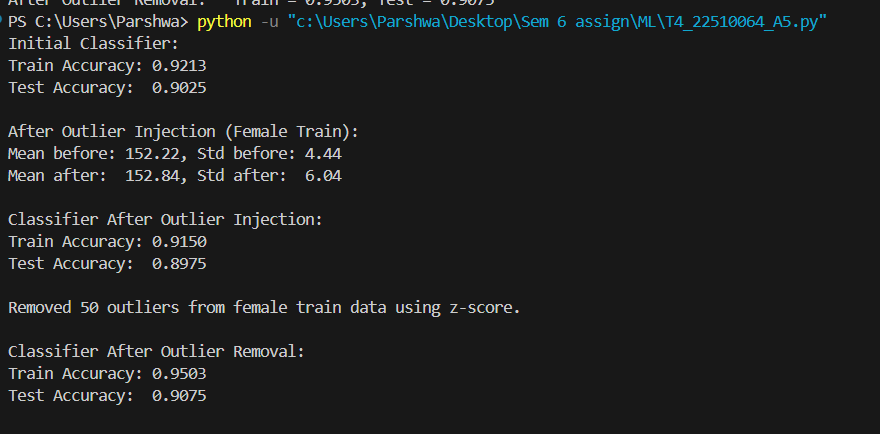 After Outlier Removal: Train = 0.9503, Test = 0.9075
PS C:\Users\Parshwa> python -u "c:\Users\Parshwa\Desktop\Sem 6 assign\ML\T4_22510064_A5.py"
Initial Classifier:
Train Accuracy: 0.9213
Test Accuracy:  0.9025
After Outlier Injection (Female Train):
Mean before: 152.22, Std before: 4.44
Mean after:  152.84, Std after:  6.04
Classifier After Outlier Injection:
Train Accuracy: 0.9150
Test Accuracy:  0.8975
Removed 50 outliers from female train data using z-score.
Classifier After Outlier Removal:
Train Accuracy: 0.9503
Test Accuracy:  0.9075